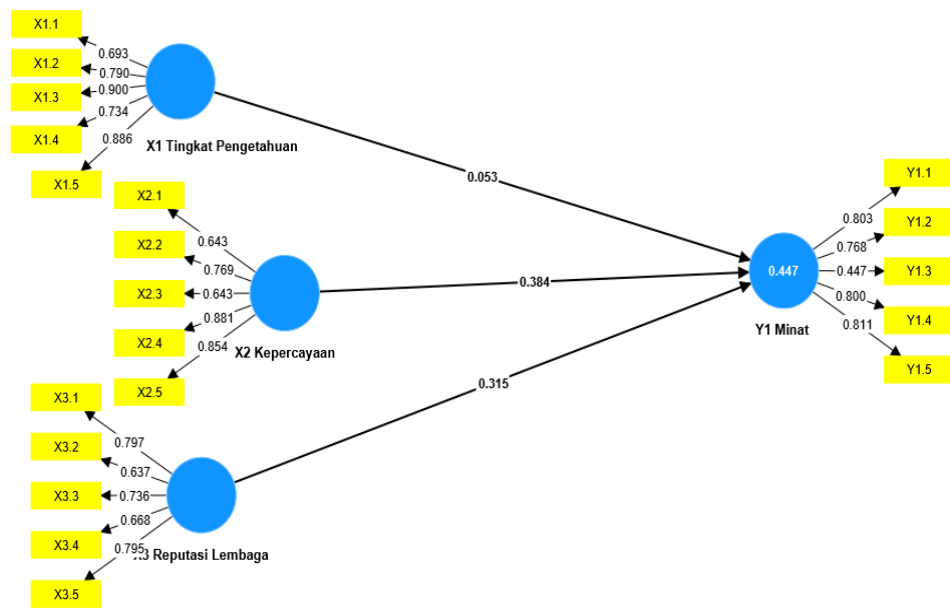 X1.1
0.693
X1.2
0.790
X1.3
0.900
X1.4
0.734
X1.5
0.886
X1 Tingkat Pengetahuan
0.053
X2.1
0.643
X2.2
0.769
X2.3
0.643
X2.4
0.881
X2.5
0.854
X2 Kepercayaan
0.384
X3.1
0.797
X3.2
0.637
X3.3
0.736
X3.4
0.668
X3.5
0.795
X3 Reputasi Lembaga
0.315
0.447
Y1 Minat
Y1.1
0.803
Y1.2
0.768
Y1.3
0.447
Y1.4
0.800
Y1.5
0.811